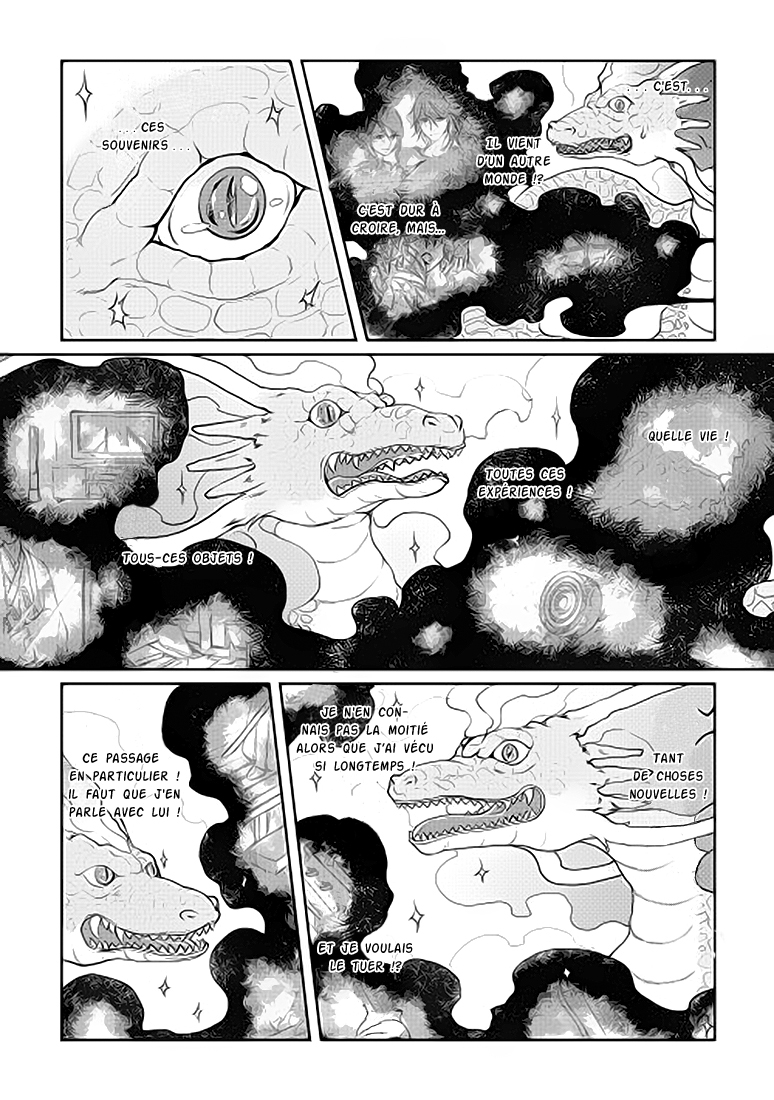 . . . CES
SOUVENIRS . . .
. . . C'EST. . .
IL VIENT
D'UN AUTRE
MONDE !?
C'EST DUR À
CROIRE, MAIS...
QUELLE VIE !
TOUTES CES
EXPÉRIENCES !
TOUS-CES OBJETS !
CE PASSAGE
EN PARTICULIER !
IL FAUT QUE J'EN
PARLE AVEC LUI !
JE N'EN CON-
NAIS PAS LA MOITIÉ
ALORS QUE J'AI VÉCU
SI LONGTEMPS !
TANT
DE CHOSES
NOUVELLES !
ET JE VOULAIS
LE TUER !?